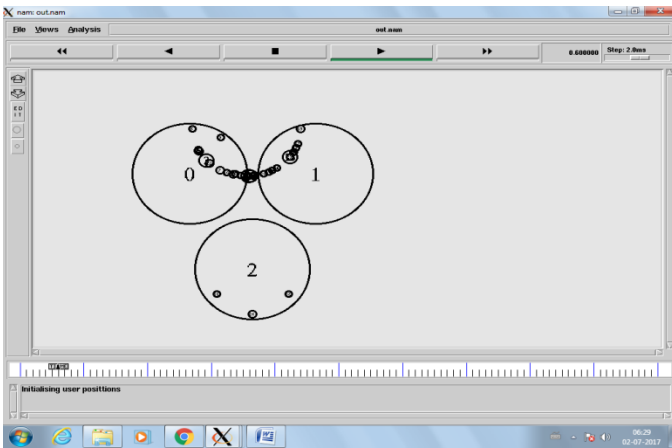 nam: out.nam
File Views Analysis out.nam
0.600000 Step: 2.0ms
0 1
2
Initialising user posittions
06:29
02-07-2017